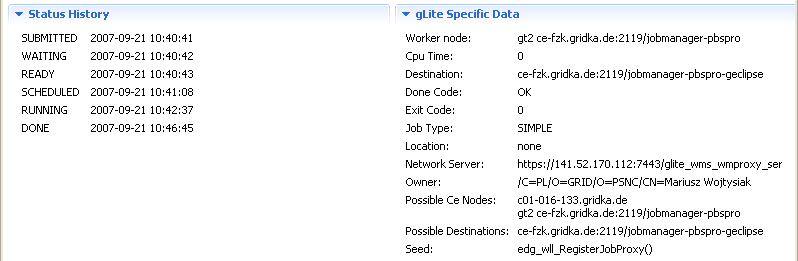 Status History
SUBMITTED 2007-09-21 10:40:41
WAITING 2007-09-21 10:40:42
READY 2007-09-21 10:40:43
SCHEDULED 2007-09-21 10:41:08
RUNNING 2007-09-21 10:42:37
DONE 2007-09-21 10:46:45
gLite Specific Data
Worker node: gt2 ce-fzk.gridka.de:2119/jobmanager-pbspro
Cpu Time: 0
Destination: ce-fzk.gridka.de:2119/jobmanager-pbspro-geclipse
Done Code: OK
Exit Code: 0
Job Type: SIMPLE
Location: none
Network Server: https://141.52.170.112:7443/glite_wms_wmproxy_ser
Owner: /C=PL/O=GRID/O=PSNC/CN=Mariusz Wojtysiak
Possible Ce Nodes: c01-016-133.gridka.de
gt2 ce-fzk.gridka.de:2119/jobmanager-pbspro
Possible Destinations: ce-fzk.gridka.de:2119/jobmanager-pbspro-geclipse
Seed: edg_wll_RegisterJobProxy()